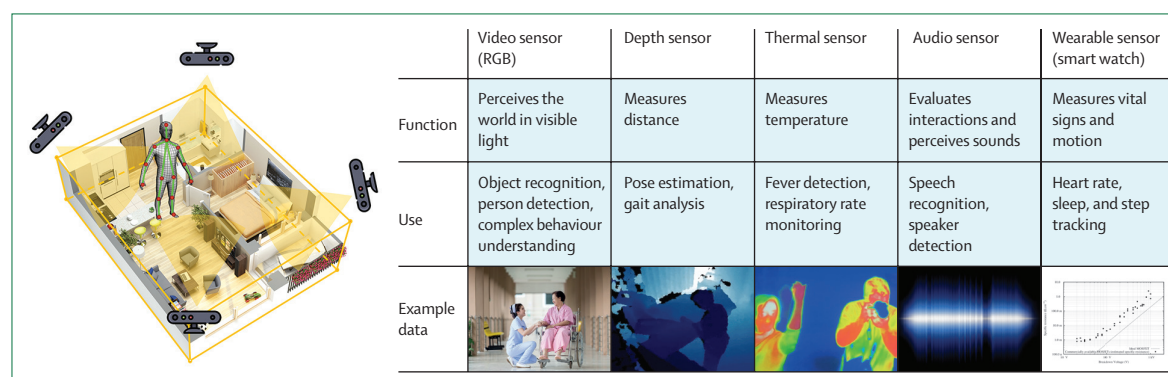 Video sensor
(RGB)
Depth sensor
Thermal sensor
Audio sensor
Wearable sensor
(smart watch)
Function
Perceives the
world in visible
light
Measures
distance
Measures
temperature
Evaluates
interactions and
perceives sounds
Measures vital
signs and
motion
Use
Object recognition,
person detection,
complex behaviour
understanding
Pose estimation,
gait analysis
Fever detection,
respiratory rate
monitoring
Speech
recognition,
speaker
detection
Heart rate,
sleep, and step
tracking
Example
data